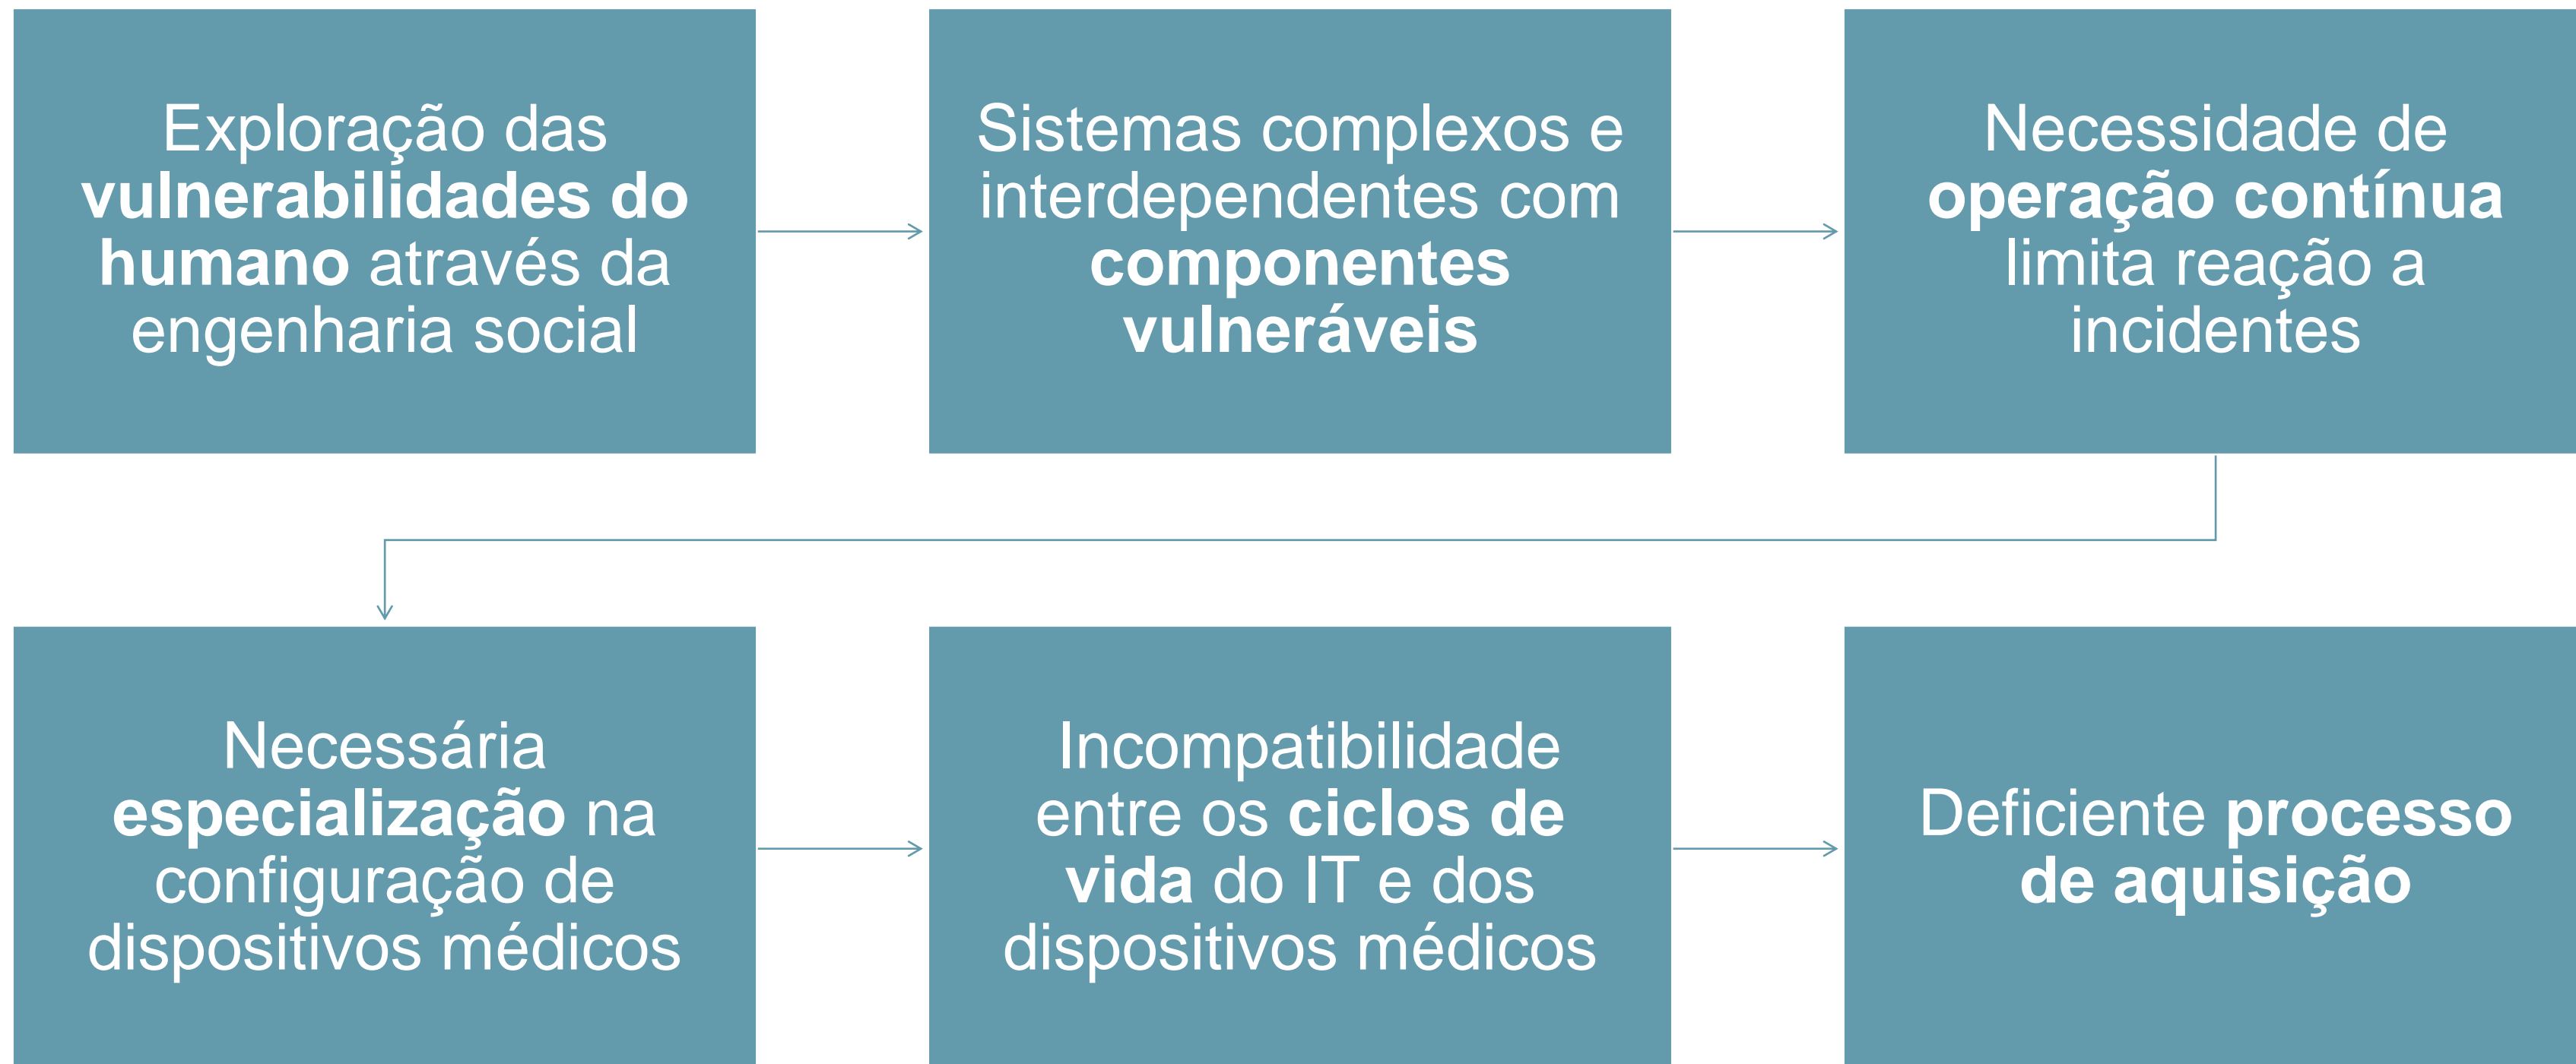 Exploração das
vulnerabilidades do
humano através da
engenharia social
Sistemas complexos e
interdependentes com
componentes
vulneráveis
Necessidade de
operação contínua
limita reação a
incidentes
Necessária
especialização na
configuração de
dispositivos médicos
Incompatibilidade
entre os ciclos de
vida do IT e dos
dispositivos médicos
Deficiente processo
de aquisição